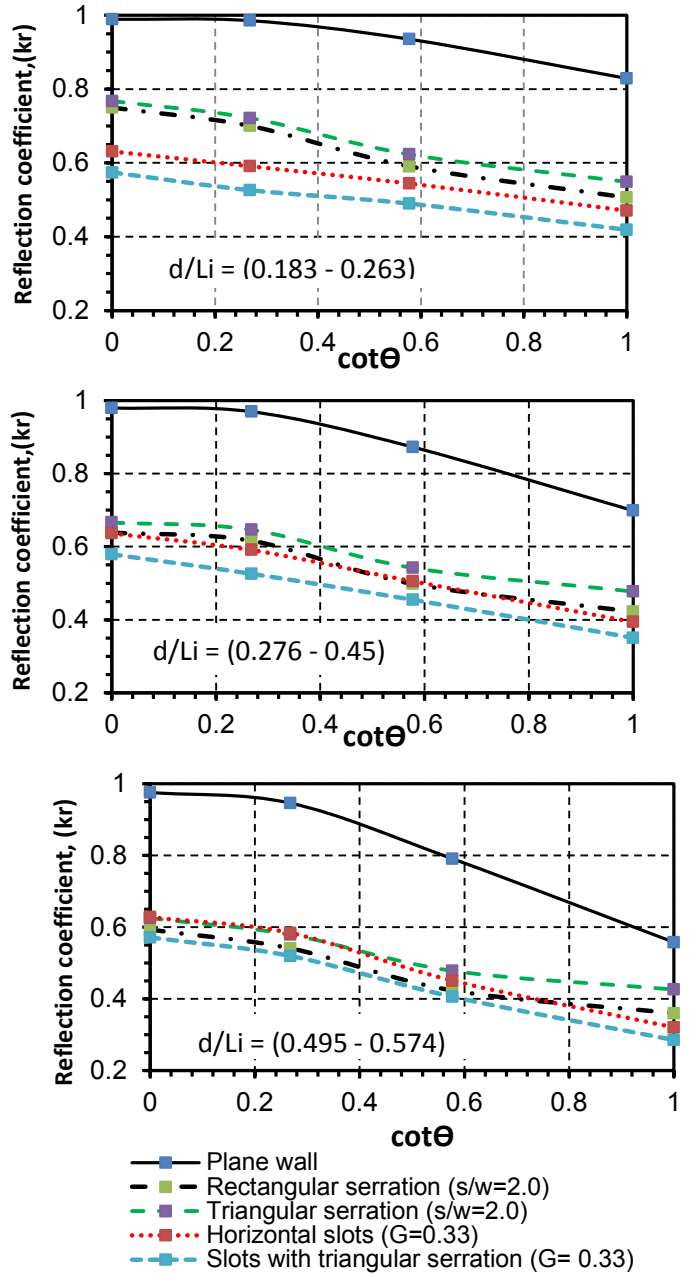 1
0.8
0.6
0.4
0.2
Reflection coefficient,(kr)
d/Li = (0.183 - 0.263)
0 0.2 0.4 0.6 0.8 1
cotӨ
1
0.8
0.6
0.4
0.2
Reflection coefficient,(kr)
d/Li = (0.276 - 0.45)
0 0.2 0.4 0.6 0.8 1
cotӨ
1
0.8
0.6
0.4
0.2
Reflection coefficient, (kr)
d/Li = (0.495 - 0.574)
0 0.2 0.4 0.6 0.8 1
cotӨ
Plane wall
Rectangular serration (s/w=2.0)
Triangular serration (s/w=2.0)
Horizontal slots (G=0.33)
Slots with triangular serration (G= 0.33)